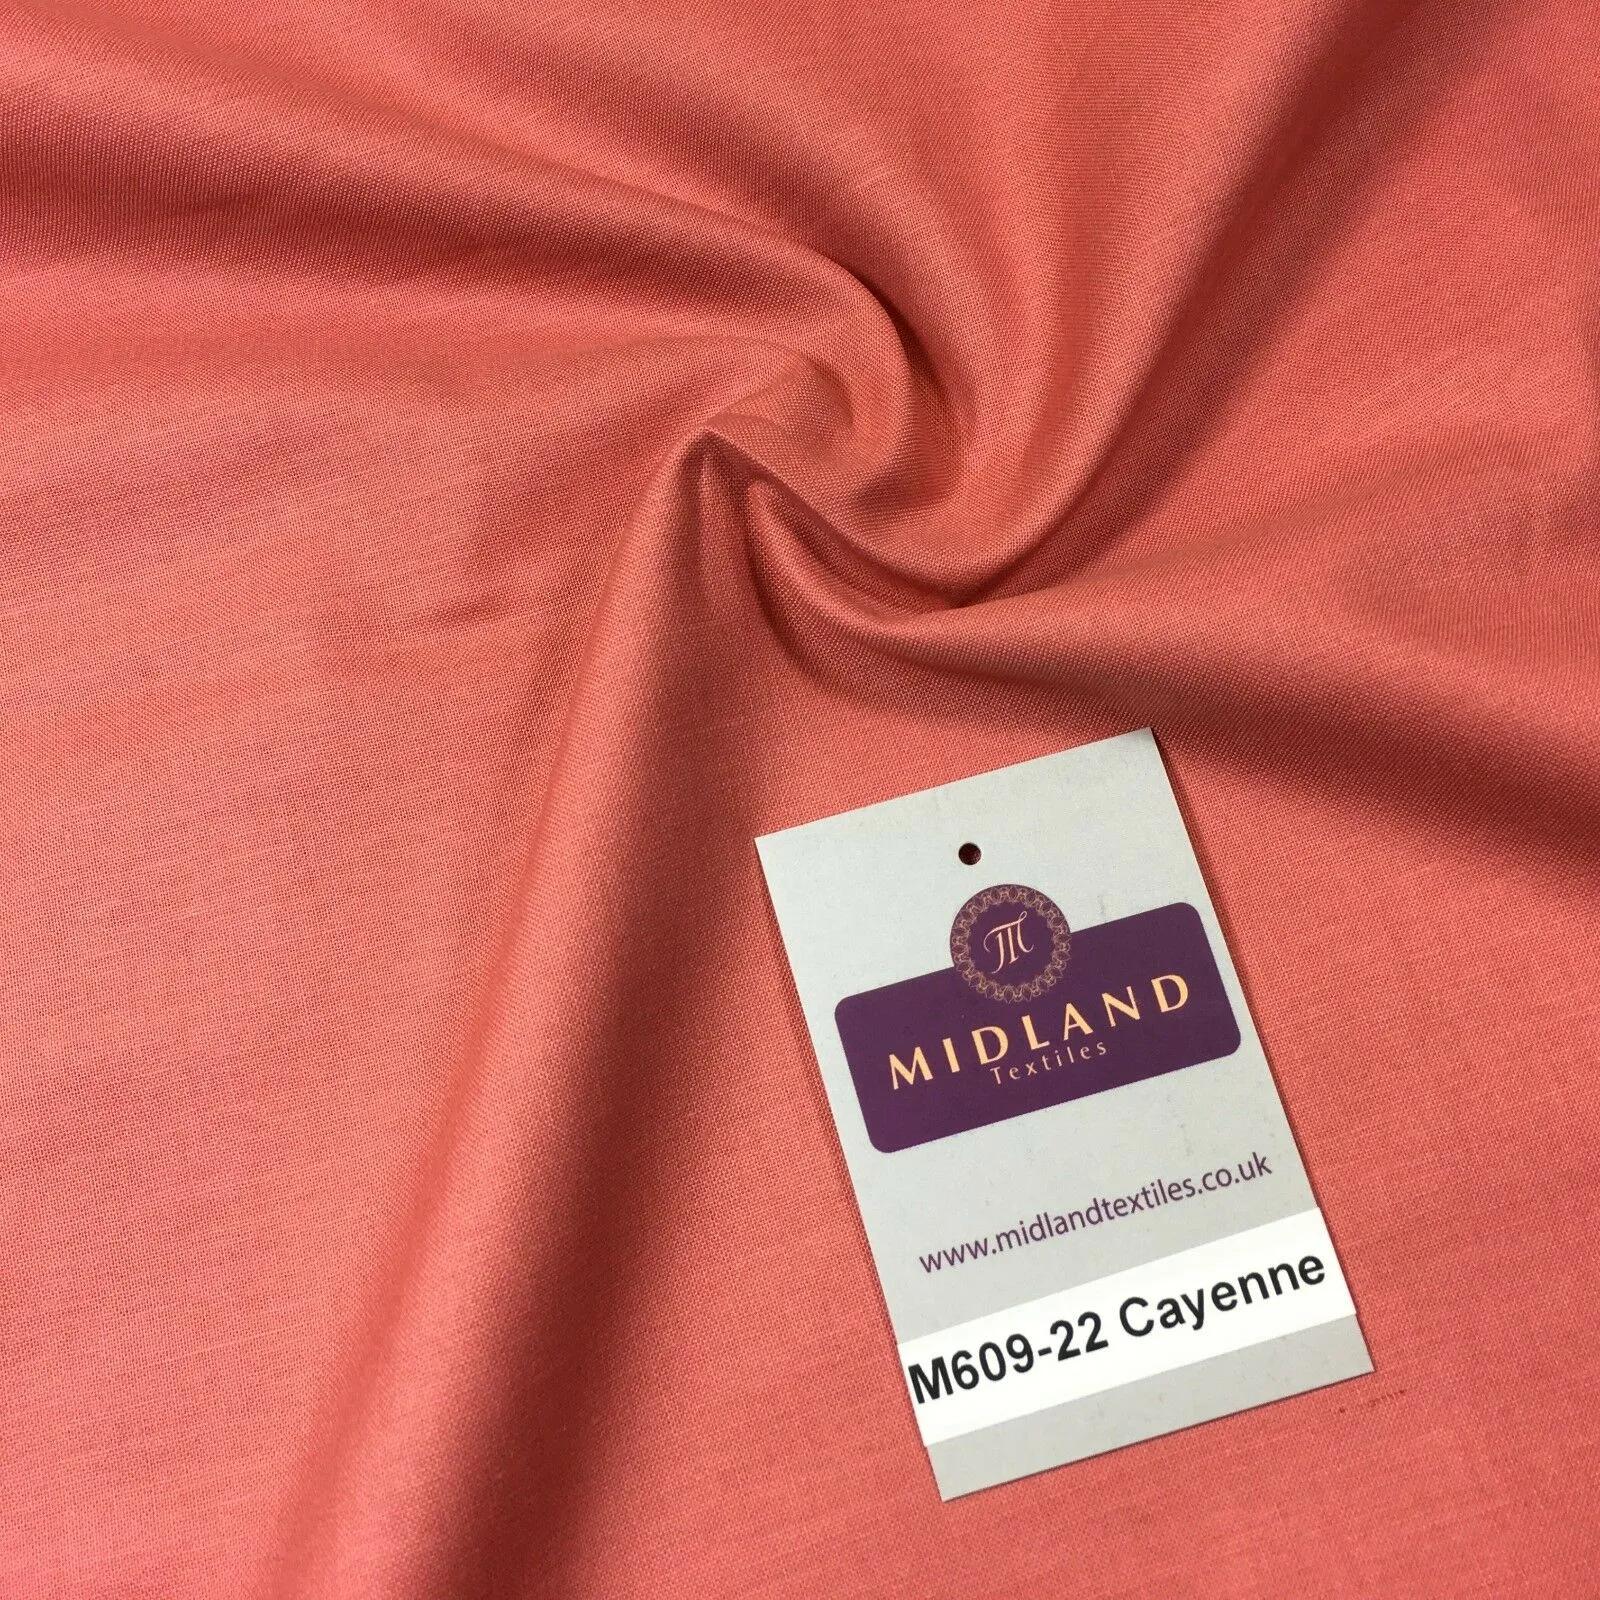 M
MIDLAND
Textiles
www.midlandtextiles.co.uk
M609-22 Cayenne